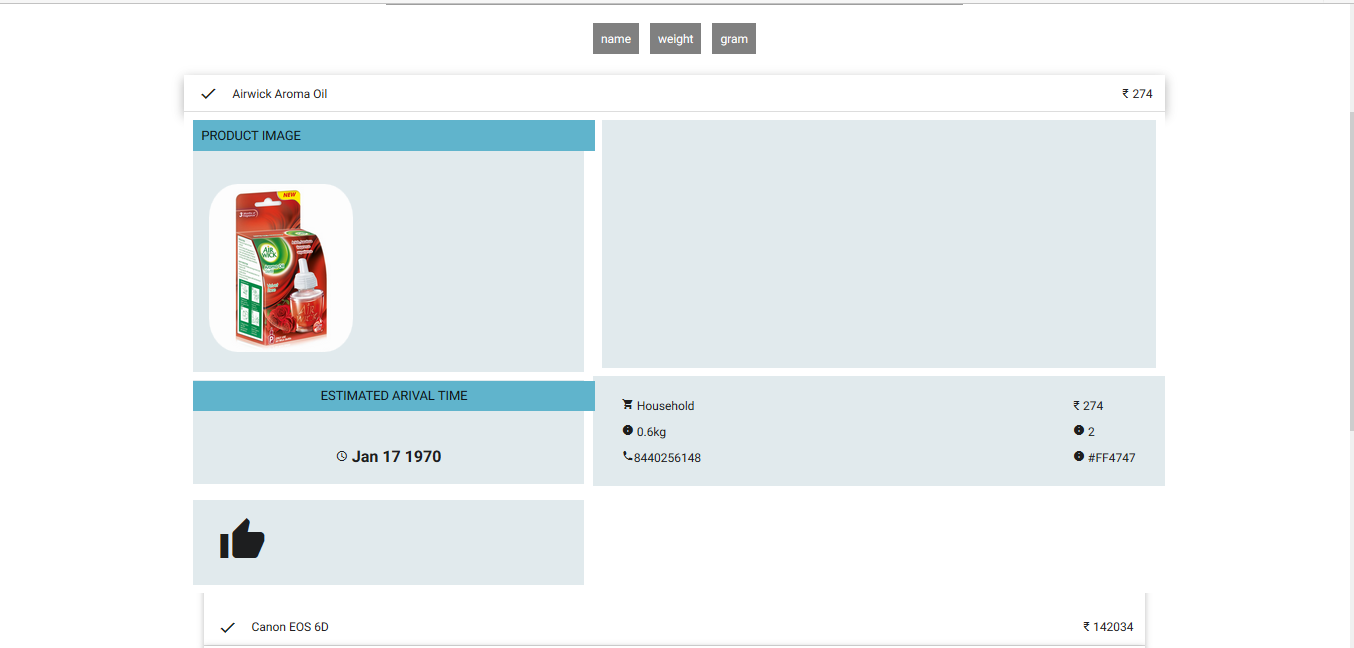 name weight gram
Airwick Aroma Oil ₹ 274
PRODUCT IMAGE
NEW
AIR
WICK
ESTIMATED ARIVAL TIME
Jan 17 1970
Household ₹ 274
0.6kg 2
8440256148 #FF4747
Canon EOS 6D ₹ 142034